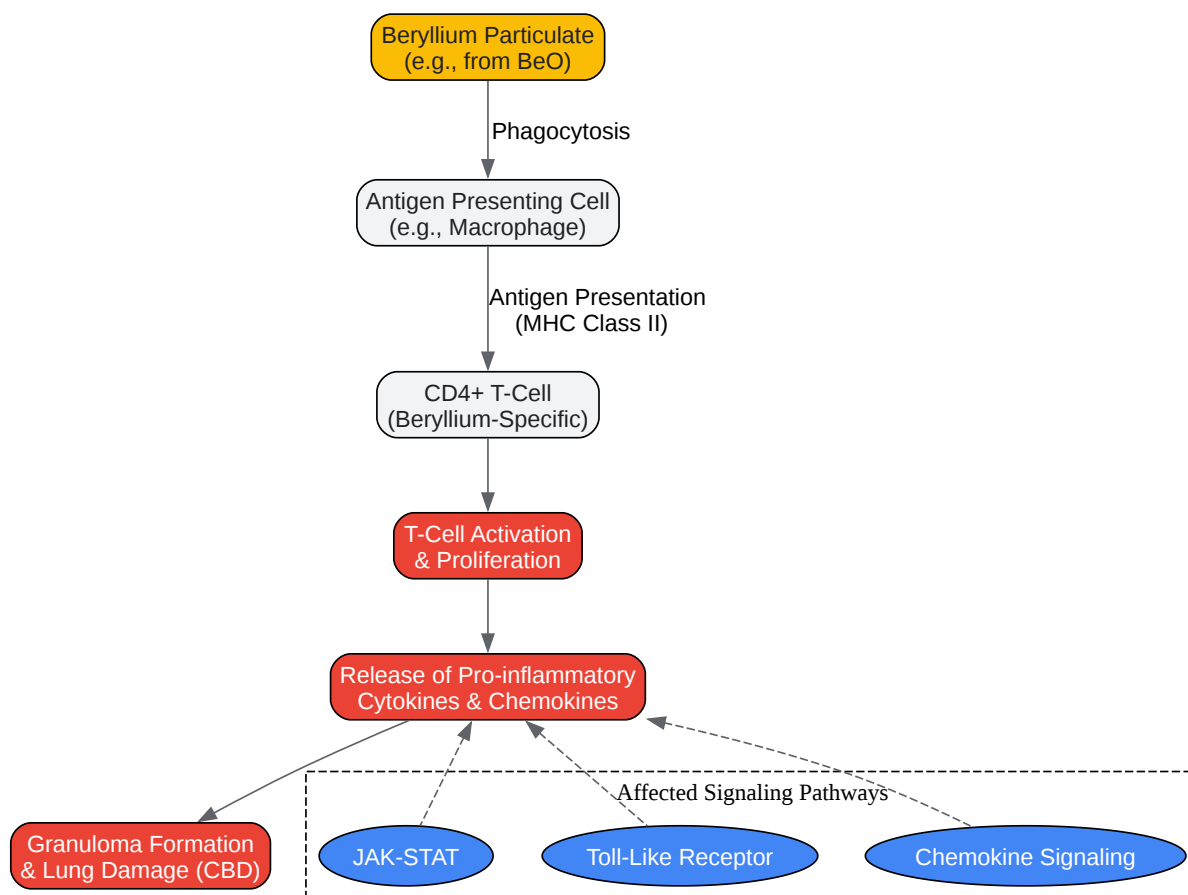 Beryllium Particulate
(e.g., from BeO)
Phagocytosis
Antigen Presenting Cell
(e.g., Macrophage)
Antigen Presentation
(MHC Class II)
CD4+ T-Cell
(Beryllium-Specific)
T-Cell Activation
& Proliferation
Release of Pro-inflammatory
Cytokines & Chemokines
Affected Signaling Pathways
Granuloma Formation
& Lung Damage (CBD)
JAK-STAT
Toll-Like Receptor
Chemokine Signaling